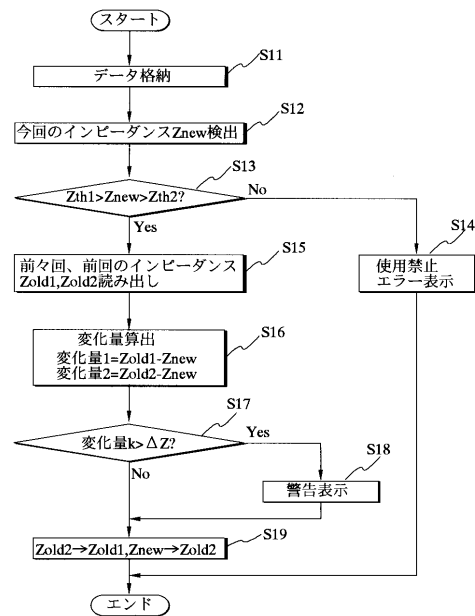 スタート
S11
データ格納
S12
今回のインピーダンスZnew検出
S13
Zth1>Znew>Zth2?
No
Yes
S14
使用禁止
エラー表示
S15
前々回、前回のインピーダンス
Zold1,Zold2読み出し
S16
変化量算出
変化量1=Zold1-Znew
変化量2=Zold2-Znew
S17
変化量k>ΔZ?
Yes
No
S18
警告表示
S19
Zold2→Zold1,Znew→Zold2
エンド